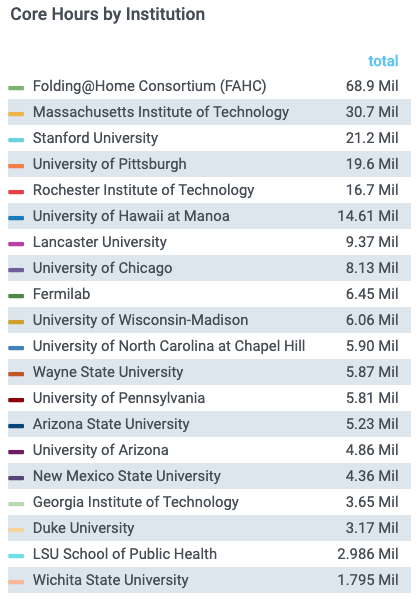 Core Hours by Institution
total
Folding@Home Consortium (FAHC) 68.9 Mil
Massachusetts Institute of Technology 30.7 Mil
Stanford University 21.2 Mil
University of Pittsburgh 19.6 Mil
Rochester Institute of Technology 16.7 Mil
University of Hawaii at Manoa 14.61 Mil
Lancaster University 9.37 Mil
University of Chicago 8.13 Mil
Fermilab 6.45 Mil
University of Wisconsin-Madison 6.06 Mil
University of North Carolina at Chapel Hill 5.90 Mil
Wayne State University 5.87 Mil
University of Pennsylvania 5.81 Mil
Arizona State University 5.23 Mil
University of Arizona 4.86 Mil
New Mexico State University 4.36 Mil
Georgia Institute of Technology 3.65 Mil
Duke University 3.17 Mil
LSU School of Public Health 2.986 Mil
Wichita State University 1.795 Mil